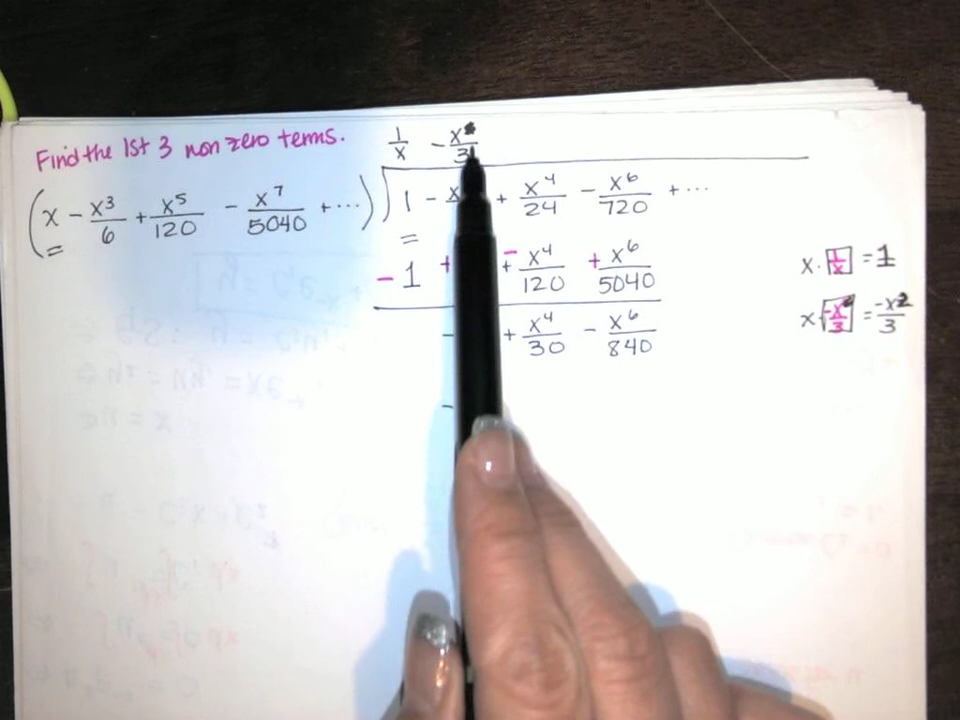 Find the 1st 3 non zero terms.
1/x - x/3
(x - x³/6 + x⁵/120 - x⁷/5040 + ···) 1 - x + x⁴/24 - x⁶/720 + ···
- 1 + + - x⁴/120 + x⁶/5040
x · 1/x = 1
- + x⁴/30 - x⁶/840
x · -x/3 = -x²/3
-